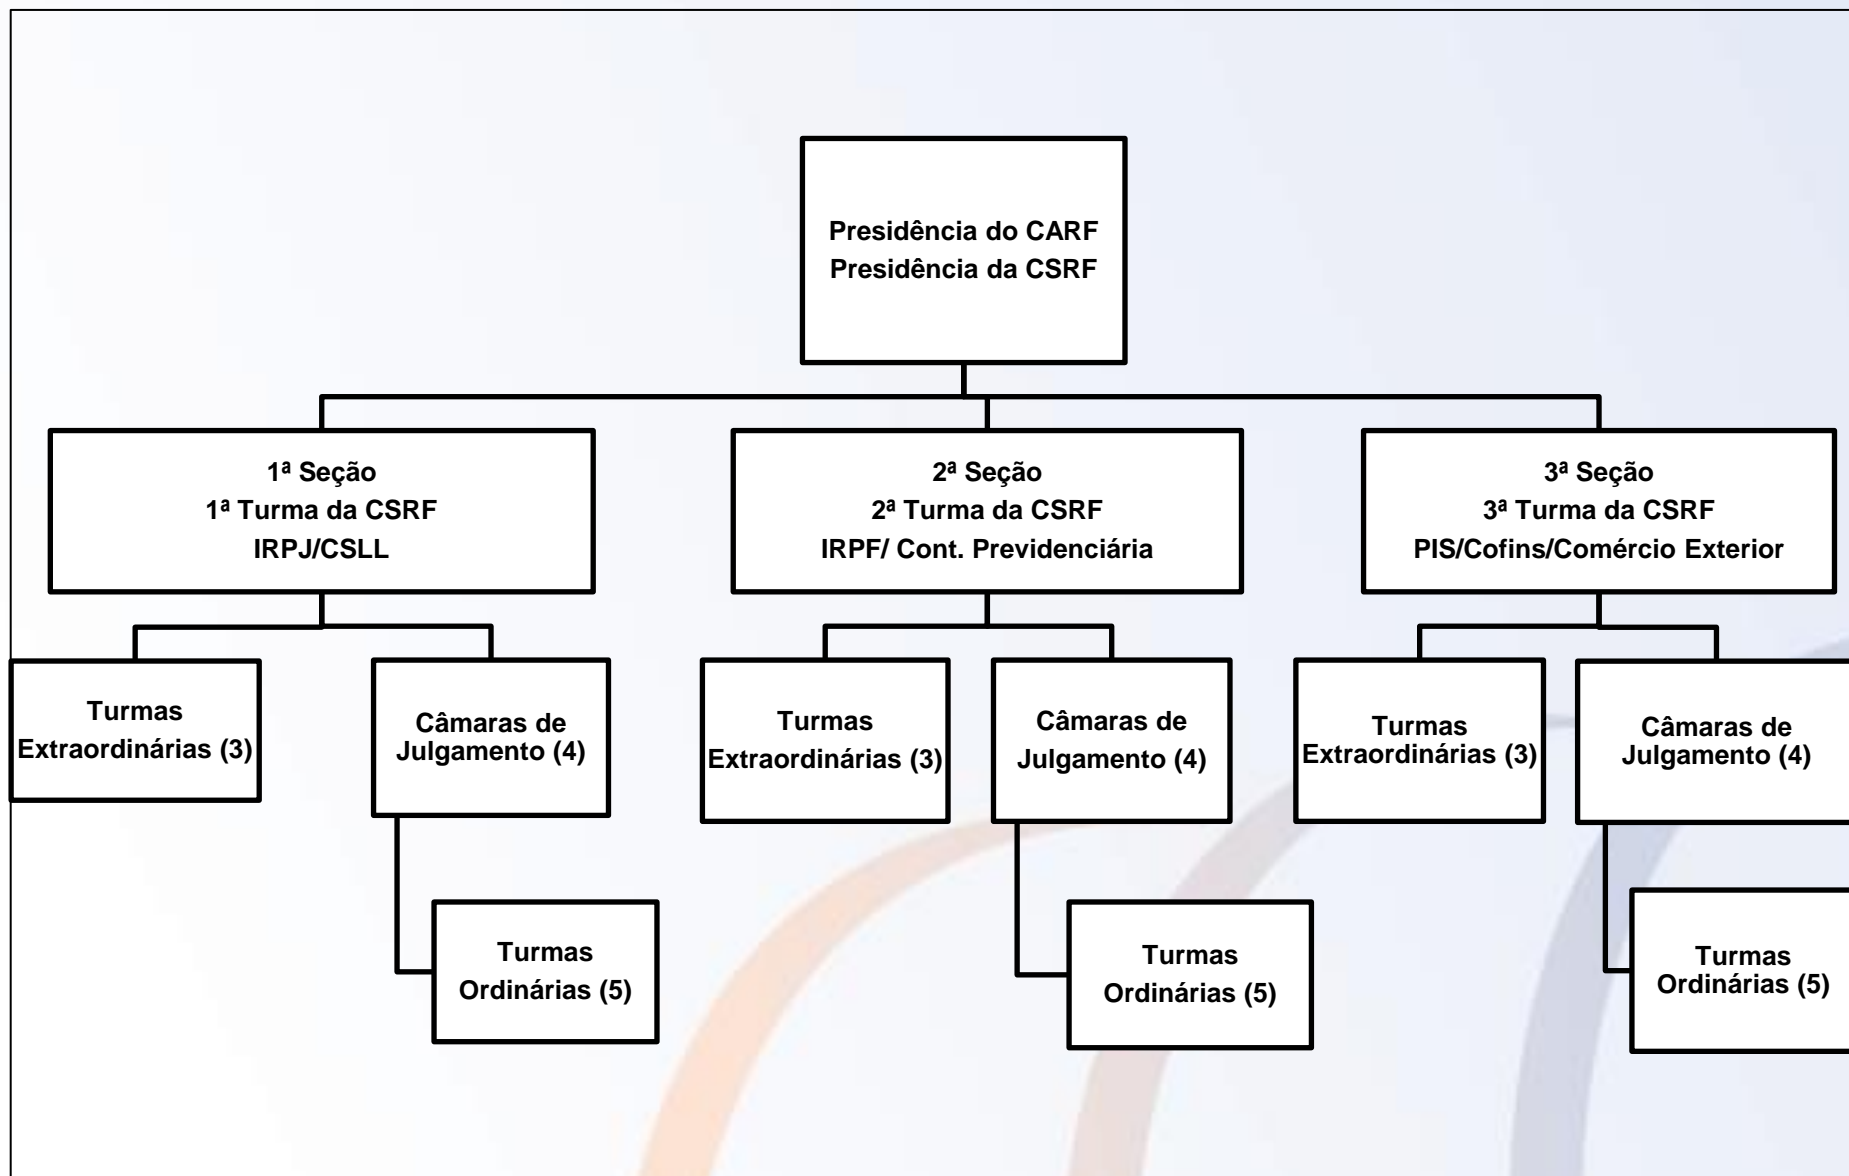 Presidência do CARF
Presidência da CSRF
1ª Seção
1ª Turma da CSRF
IRPJ/CSLL
2ª Seção
2ª Turma da CSRF
IRPF/ Cont. Previdenciária
3ª Seção
3ª Turma da CSRF
PIS/Cofins/Comércio Exterior
Turmas
Extraordinárias (3)
Câmaras de
Julgamento (4)
Turmas
Extraordinárias (3)
Câmaras de
Julgamento (4)
Turmas
Extraordinárias (3)
Câmaras de
Julgamento (4)
Turmas
Ordinárias (5)
Turmas
Ordinárias (5)
Turmas
Ordinárias (5)